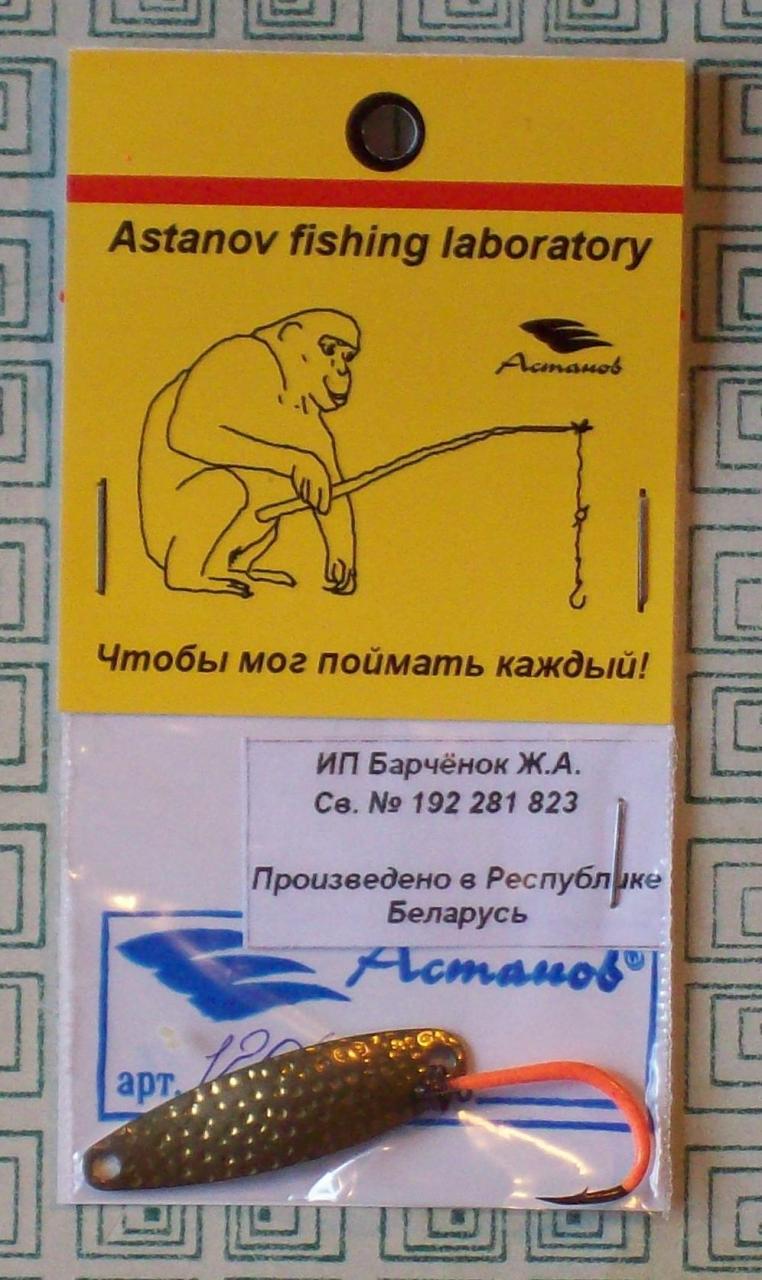 Astanov fishing laboratory
Астанов
Чтобы мог поймать каждый!
ИП Барчёнок Ж.А.
Св. № 192 281 823
Произведено в Республике
Беларусь
Астанов®
арт.